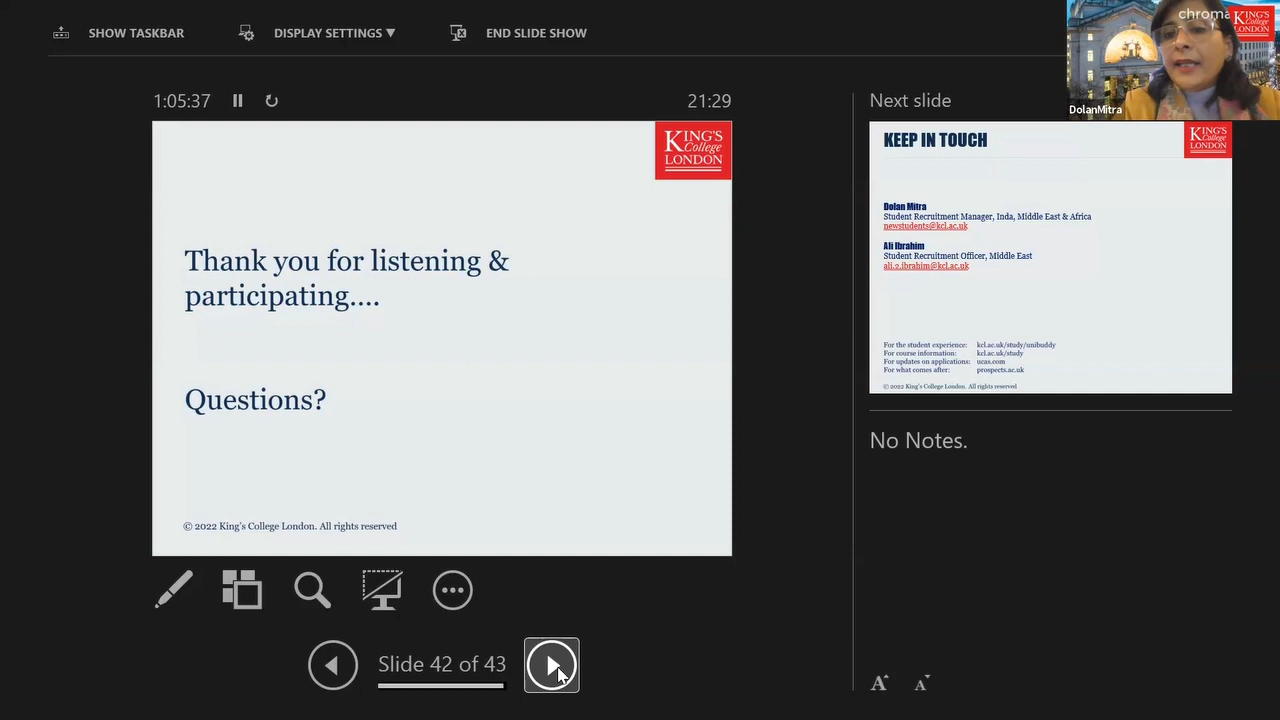 SHOW TASKBAR
DISPLAY SETTINGS ▼
END SLIDE SHOW
chroma
KING'S
College
LONDON
DolanMitra
1:05:37
21:29
Next slide
KING'S
College
LONDON
Thank you for listening &
participating....
Questions?
© 2022 King's College London. All rights reserved
KEEP IN TOUCH
KING'S
College
LONDON
Dolan Mitra
Student Recruitment Manager, Inda, Middle East & Africa
newstudents@kcl.ac.uk
Ali Ibrahim
Student Recruitment Officer, Middle East
ali.2.ibrahim@kcl.ac.uk
For the student experience: kcl.ac.uk/study/unibuddy
For course information: kcl.ac.uk/study
For updates on applications: ucas.com
For what comes after: prospects.ac.uk
© 2022 King's College London. All rights reserved
No Notes.
Slide 42 of 43
A A